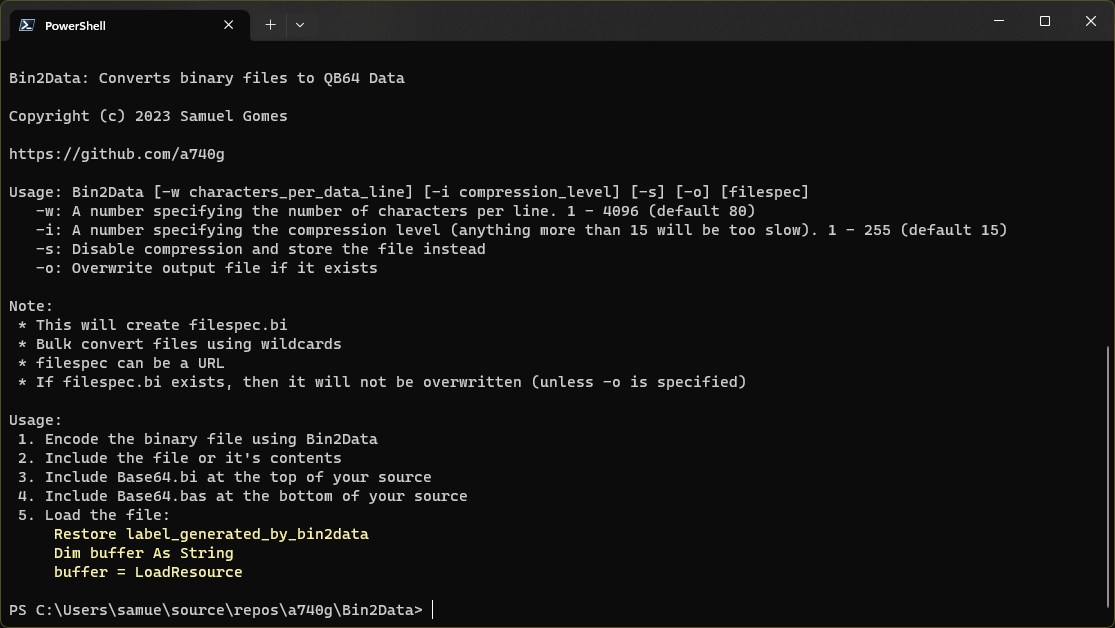 PowerShell
Bin2Data: Converts binary files to QB64 Data
Copyright (c) 2023 Samuel Gomes
https://github.com/a740g
Usage: Bin2Data [-w characters_per_data_line] [-i compression_level] [-s] [-o] [filespec]
-w: A number specifying the number of characters per line. 1 - 4096 (default 80)
-i: A number specifying the compression level (anything more than 15 will be too slow). 1 - 255 (default 15)
-s: Disable compression and store the file instead
-o: Overwrite output file if it exists
Note:
* This will create filespec.bi
* Bulk convert files using wildcards
* filespec can be a URL
* If filespec.bi exists, then it will not be overwritten (unless -o is specified)
Usage:
1. Encode the binary file using Bin2Data
2. Include the file or it's contents
3. Include Base64.bi at the top of your source
4. Include Base64.bas at the bottom of your source
5. Load the file:
Restore label_generated_by_bin2data
Dim buffer As String
buffer = LoadResource
PS C:\Users\samue\source\repos\a740g\Bin2Data>